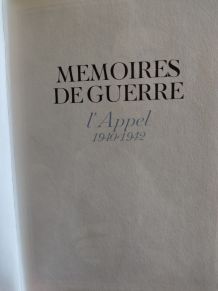 MEMOIRES
DE GUERRE
l'Appel
1940-1942